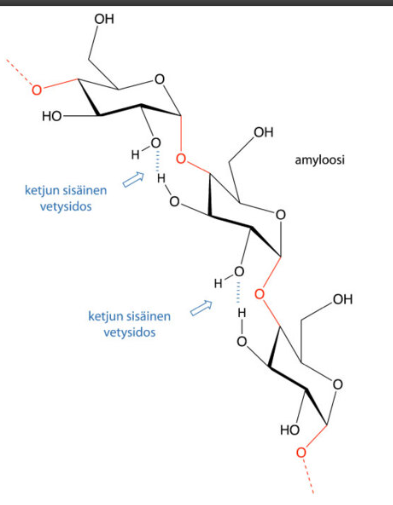 OH
O
O
HO
O
H
O
OH
amyloosi
H
O
O
ketjun sisäinen
vetysidos
O
H
O
OH
ketjun sisäinen
vetysidos
H
O
O
HO
O